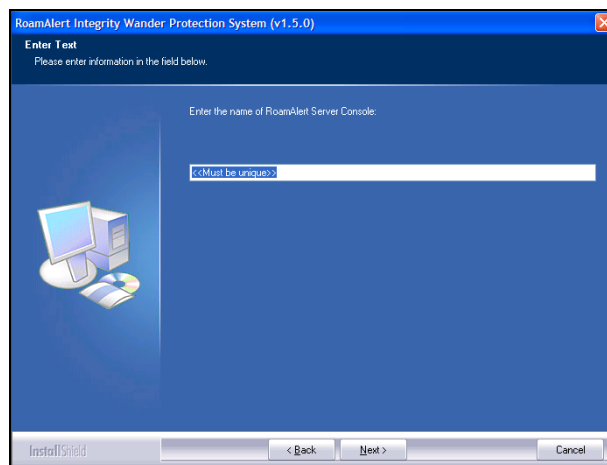 RoamAlert Integrity Wander Protection System (v1.5.0)
Enter Text
Please enter information in the field below.
Enter the name of RoamAlert Server Console:
<<Must be unique>>
InstallShield
< Back
Next >
Cancel